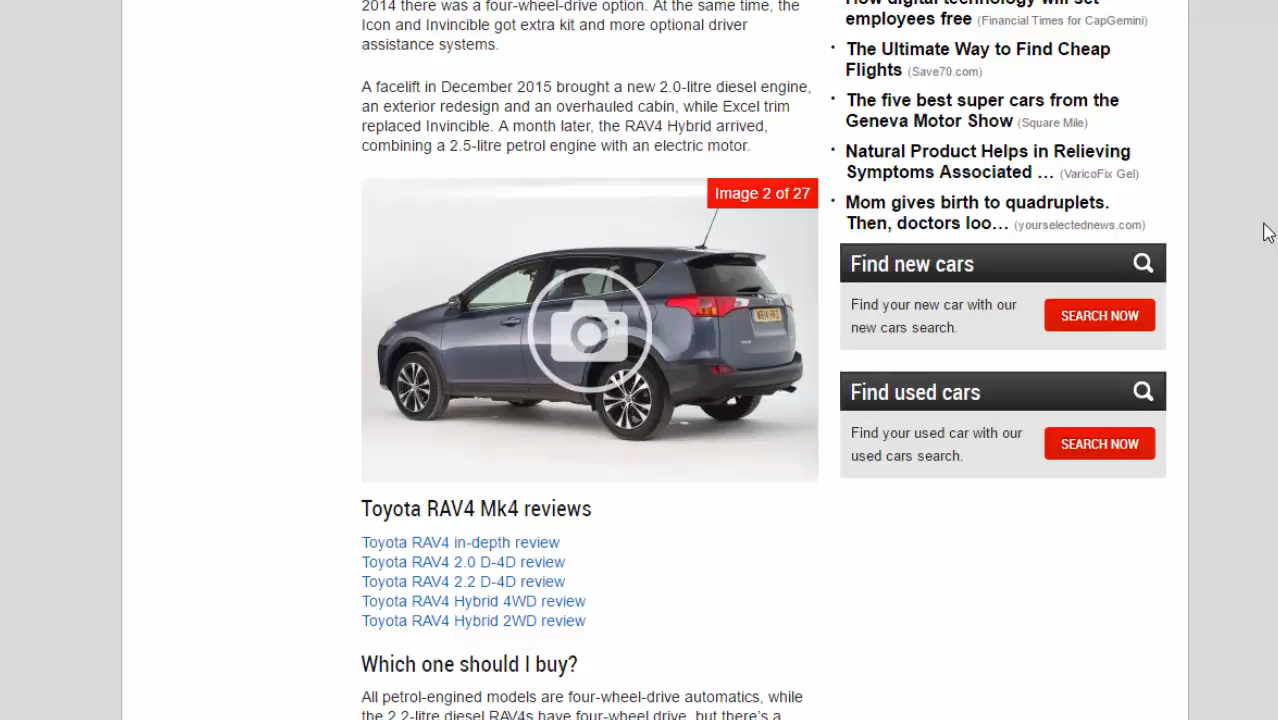 2014 there was a four-wheel-drive option. At the same time, the
Icon and Invincible got extra kit and more optional driver
assistance systems.
A facelift in December 2015 brought a new 2.0-litre diesel engine,
an exterior redesign and an overhauled cabin, while Excel trim
replaced Invincible. A month later, the RAV4 Hybrid arrived,
combining a 2.5-litre petrol engine with an electric motor.
Image 2 of 27
Toyota RAV4 Mk4 reviews
Toyota RAV4 in-depth review
Toyota RAV4 2.0 D-4D review
Toyota RAV4 2.2 D-4D review
Toyota RAV4 Hybrid 4WD review
Toyota RAV4 Hybrid 2WD review
Which one should I buy?
All petrol-engined models are four-wheel-drive automatics, while
the 2.2-litre diesel RAV4s have four-wheel drive, but there's a
How digital technology will set
employees free (Financial Times for CapGemini)
The Ultimate Way to Find Cheap
Flights (Save70.com)
The five best super cars from the
Geneva Motor Show (Square Mile)
Natural Product Helps in Relieving
Symptoms Associated … (VaricoFix Gel)
Mom gives birth to quadruplets.
Then, doctors loo… (yourselectednews.com)
Find new cars
Find your new car with our
new cars search.
SEARCH NOW
Find used cars
Find your used car with our
used cars search.
SEARCH NOW